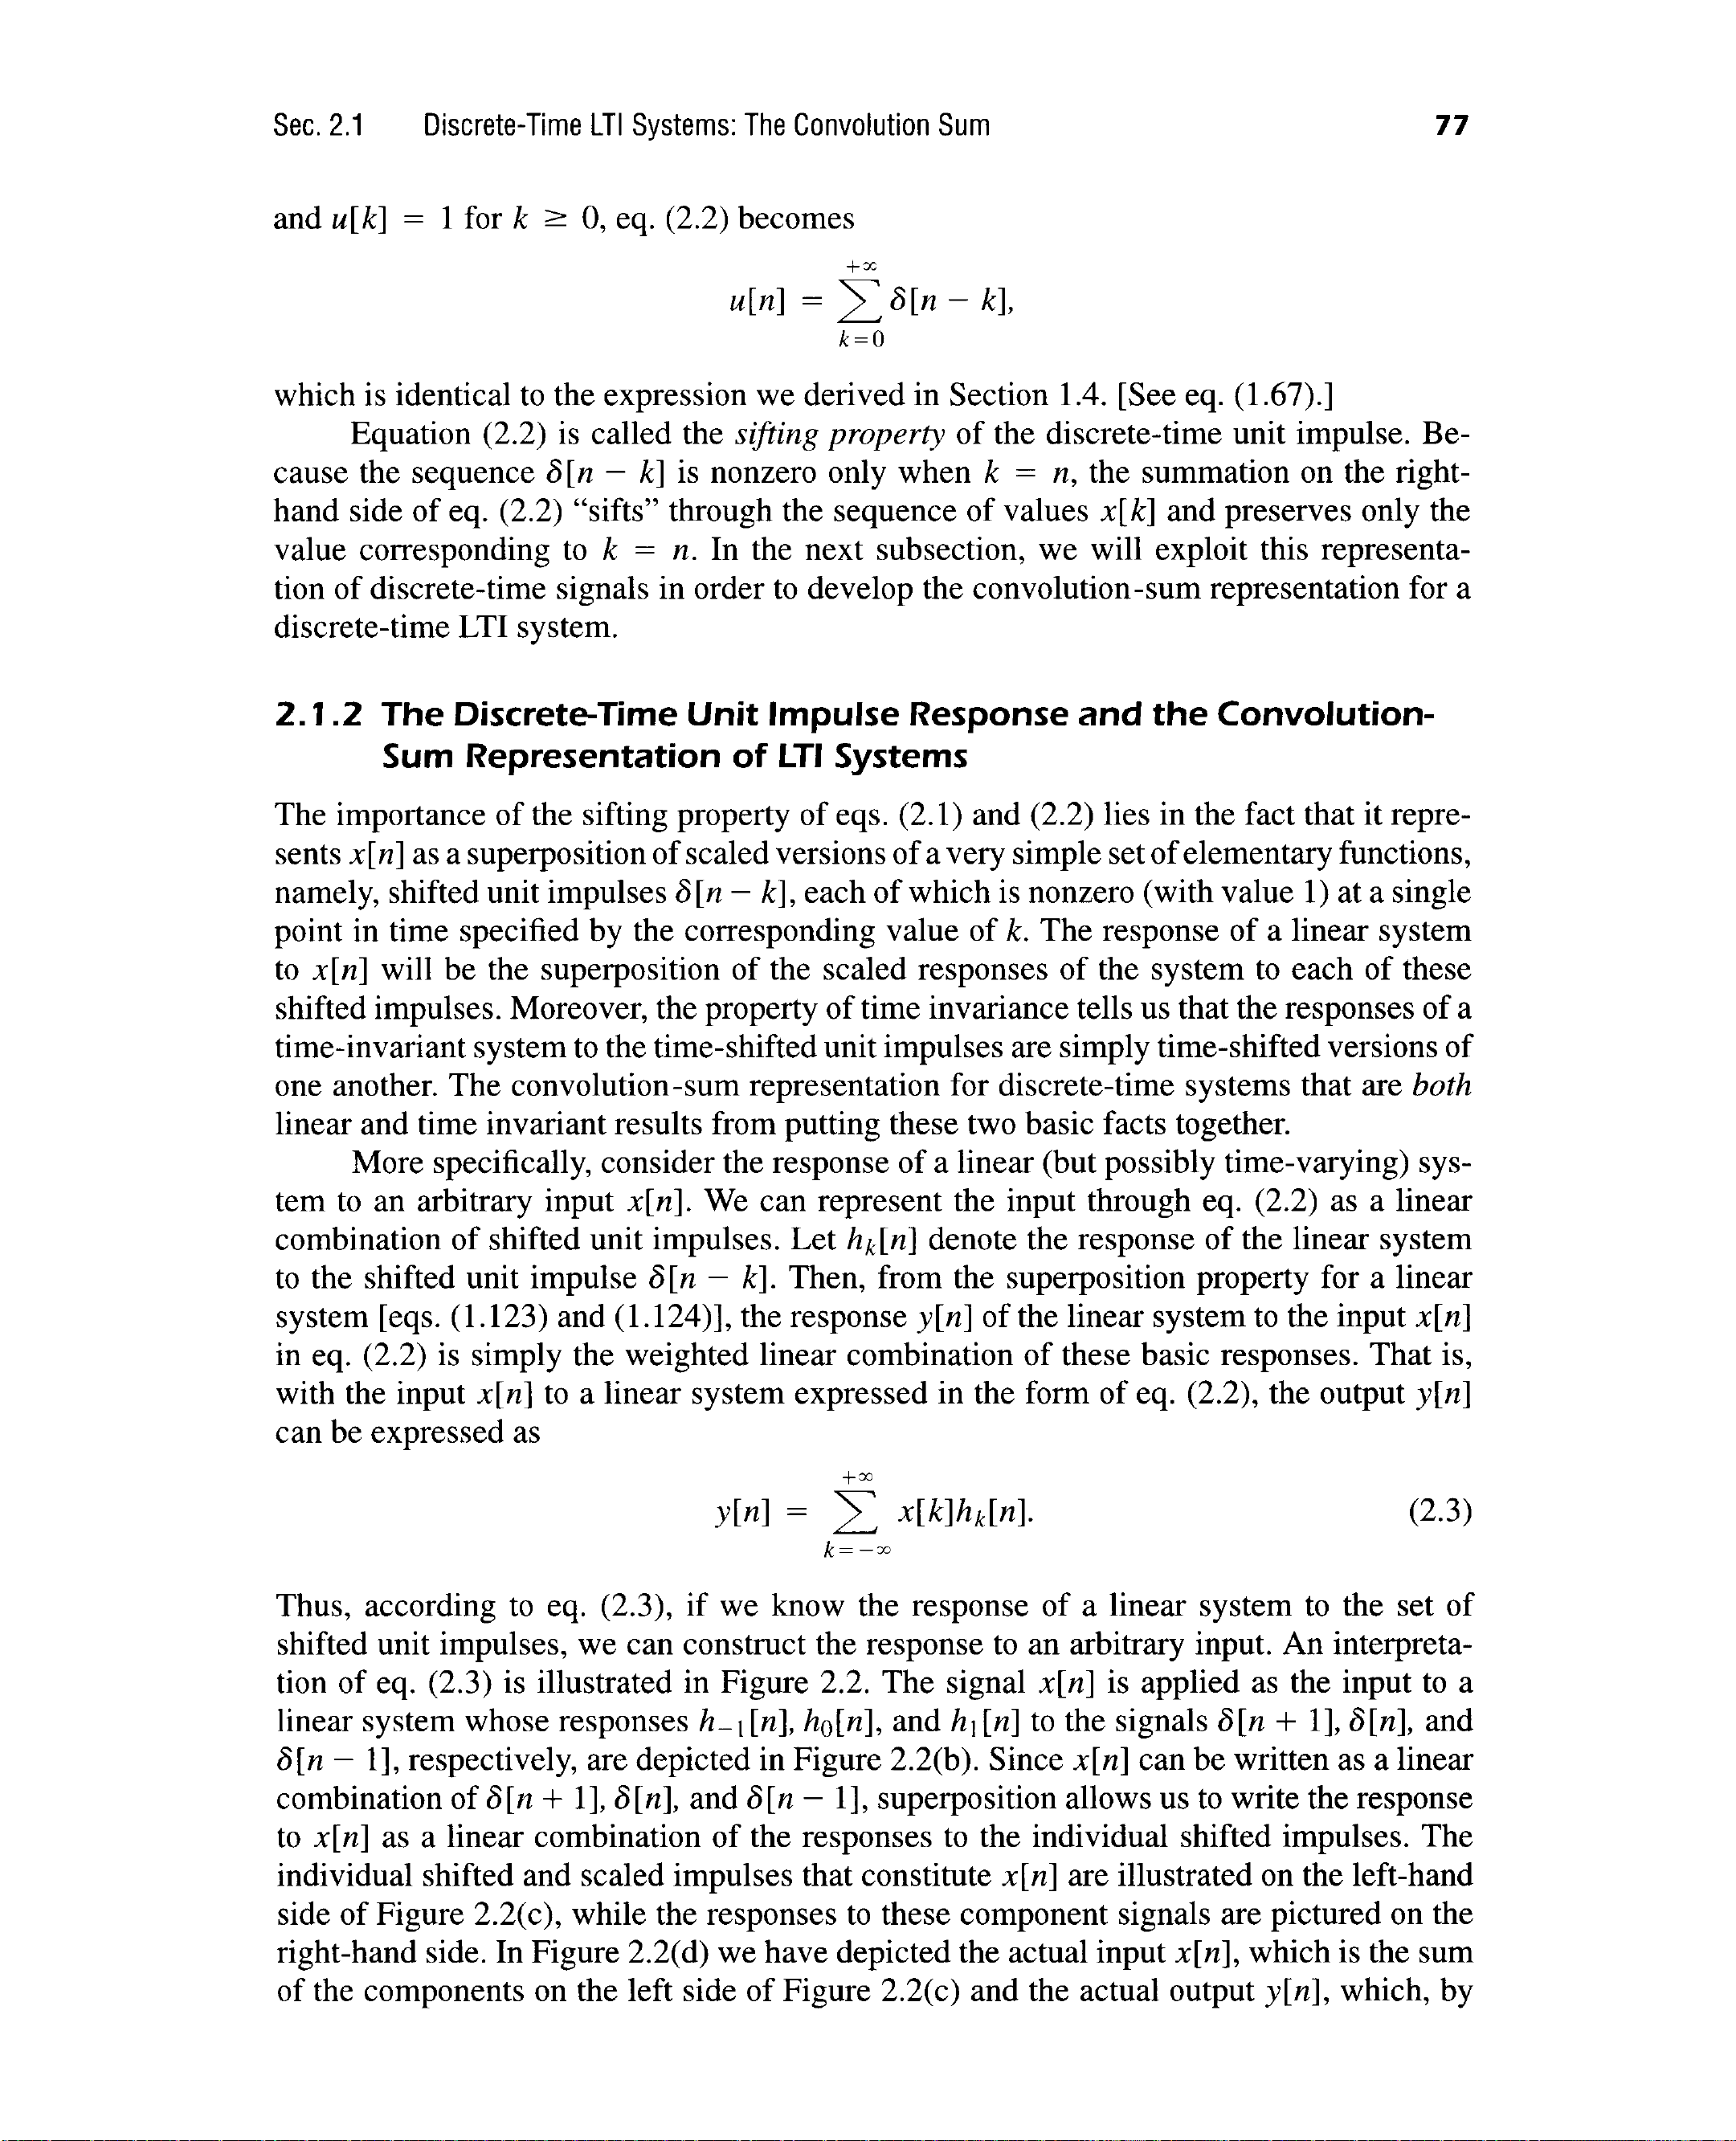 Sec. 2.1 Discrete-Time LTI Systems: The Convolution Sum 77
and u[k] = 1 for k ≥ 0, eq. (2.2) becomes
+∞
u[n] = ∑ δ[n − k],
k=0
which is identical to the expression we derived in Section 1.4. [See eq. (1.67).]
Equation (2.2) is called the sifting property of the discrete-time unit impulse. Be-
cause the sequence δ[n − k] is nonzero only when k = n, the summation on the right-
hand side of eq. (2.2) “sifts” through the sequence of values x[k] and preserves only the
value corresponding to k = n. In the next subsection, we will exploit this representa-
tion of discrete-time signals in order to develop the convolution-sum representation for a
discrete-time LTI system.
2.1.2 The Discrete-Time Unit Impulse Response and the Convolution-
Sum Representation of LTI Systems
The importance of the sifting property of eqs. (2.1) and (2.2) lies in the fact that it repre-
sents x[n] as a superposition of scaled versions of a very simple set of elementary functions,
namely, shifted unit impulses δ[n − k], each of which is nonzero (with value 1) at a single
point in time specified by the corresponding value of k. The response of a linear system
to x[n] will be the superposition of the scaled responses of the system to each of these
shifted impulses. Moreover, the property of time invariance tells us that the responses of a
time-invariant system to the time-shifted unit impulses are simply time-shifted versions of
one another. The convolution-sum representation for discrete-time systems that are both
linear and time invariant results from putting these two basic facts together.
More specifically, consider the response of a linear (but possibly time-varying) sys-
tem to an arbitrary input x[n]. We can represent the input through eq. (2.2) as a linear
combination of shifted unit impulses. Let hₖ[n] denote the response of the linear system
to the shifted unit impulse δ[n − k]. Then, from the superposition property for a linear
system [eqs. (1.123) and (1.124)], the response y[n] of the linear system to the input x[n]
in eq. (2.2) is simply the weighted linear combination of these basic responses. That is,
with the input x[n] to a linear system expressed in the form of eq. (2.2), the output y[n]
can be expressed as
+∞
y[n] = ∑ x[k]hₖ[n]. (2.3)
k=−∞
Thus, according to eq. (2.3), if we know the response of a linear system to the set of
shifted unit impulses, we can construct the response to an arbitrary input. An interpreta-
tion of eq. (2.3) is illustrated in Figure 2.2. The signal x[n] is applied as the input to a
linear system whose responses h₋₁[n], h₀[n], and h₁[n] to the signals δ[n + 1], δ[n], and
δ[n − 1], respectively, are depicted in Figure 2.2(b). Since x[n] can be written as a linear
combination of δ[n + 1], δ[n], and δ[n − 1], superposition allows us to write the response
to x[n] as a linear combination of the responses to the individual shifted impulses. The
individual shifted and scaled impulses that constitute x[n] are illustrated on the left-hand
side of Figure 2.2(c), while the responses to these component signals are pictured on the
right-hand side. In Figure 2.2(d) we have depicted the actual input x[n], which is the sum
of the components on the left side of Figure 2.2(c) and the actual output y[n], which, by